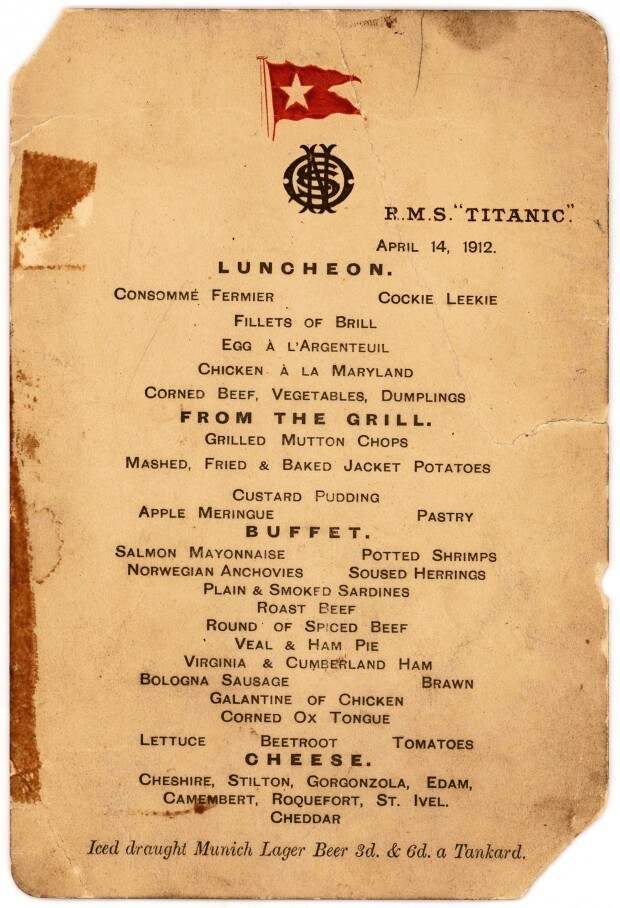 R.M.S. "TITANIC".
APRIL 14, 1912.
LUNCHEON.
CONSOMMÉ FERMIER COCKIE LEEKIE
FILLETS OF BRILL
EGG À L'ARGENTEUIL
CHICKEN À LA MARYLAND
CORNED BEEF, VEGETABLES, DUMPLINGS
FROM THE GRILL.
GRILLED MUTTON CHOPS
MASHED, FRIED & BAKED JACKET POTATOES
CUSTARD PUDDING
APPLE MERINGUE PASTRY
BUFFET.
SALMON MAYONNAISE POTTED SHRIMPS
NORWEGIAN ANCHOVIES SOUSED HERRINGS
PLAIN & SMOKED SARDINES
ROAST BEEF
ROUND OF SPICED BEEF
VEAL & HAM PIE
VIRGINIA & CUMBERLAND HAM
BOLOGNA SAUSAGE BRAWN
GALANTINE OF CHICKEN
CORNED OX TONGUE
LETTUCE BEETROOT TOMATOES
CHEESE.
CHESHIRE, STILTON, GORGONZOLA, EDAM,
CAMEMBERT, ROQUEFORT, ST. IVEL.
CHEDDAR
Iced draught Munich Lager Beer 3d. & 6d. a Tankard.